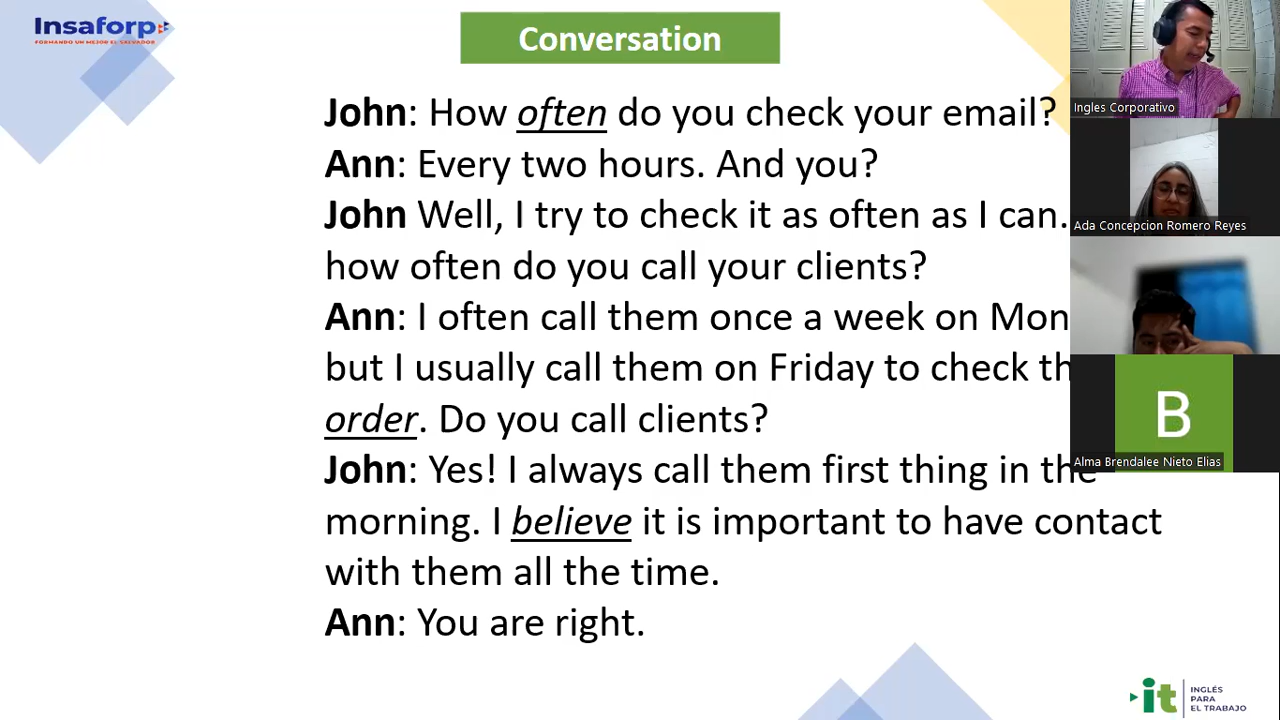 Insaforp
FORMANDO UN MEJOR EL SALVADOR
Conversation
John: How often do you check your email?
Ann: Every two hours. And you?
John Well, I try to check it as often as I can.
how often do you call your clients?
Ann: I often call them once a week on Mon
but I usually call them on Friday to check th
order. Do you call clients?
John: Yes! I always call them first thing in the
morning. I believe it is important to have contact
with them all the time.
Ann: You are right.
Ingles Corporativo
Ada Concepcion Romero Reyes
B
Alma Brendalee Nieto Elias
it
INGLÉS
PARA
EL TRABAJO